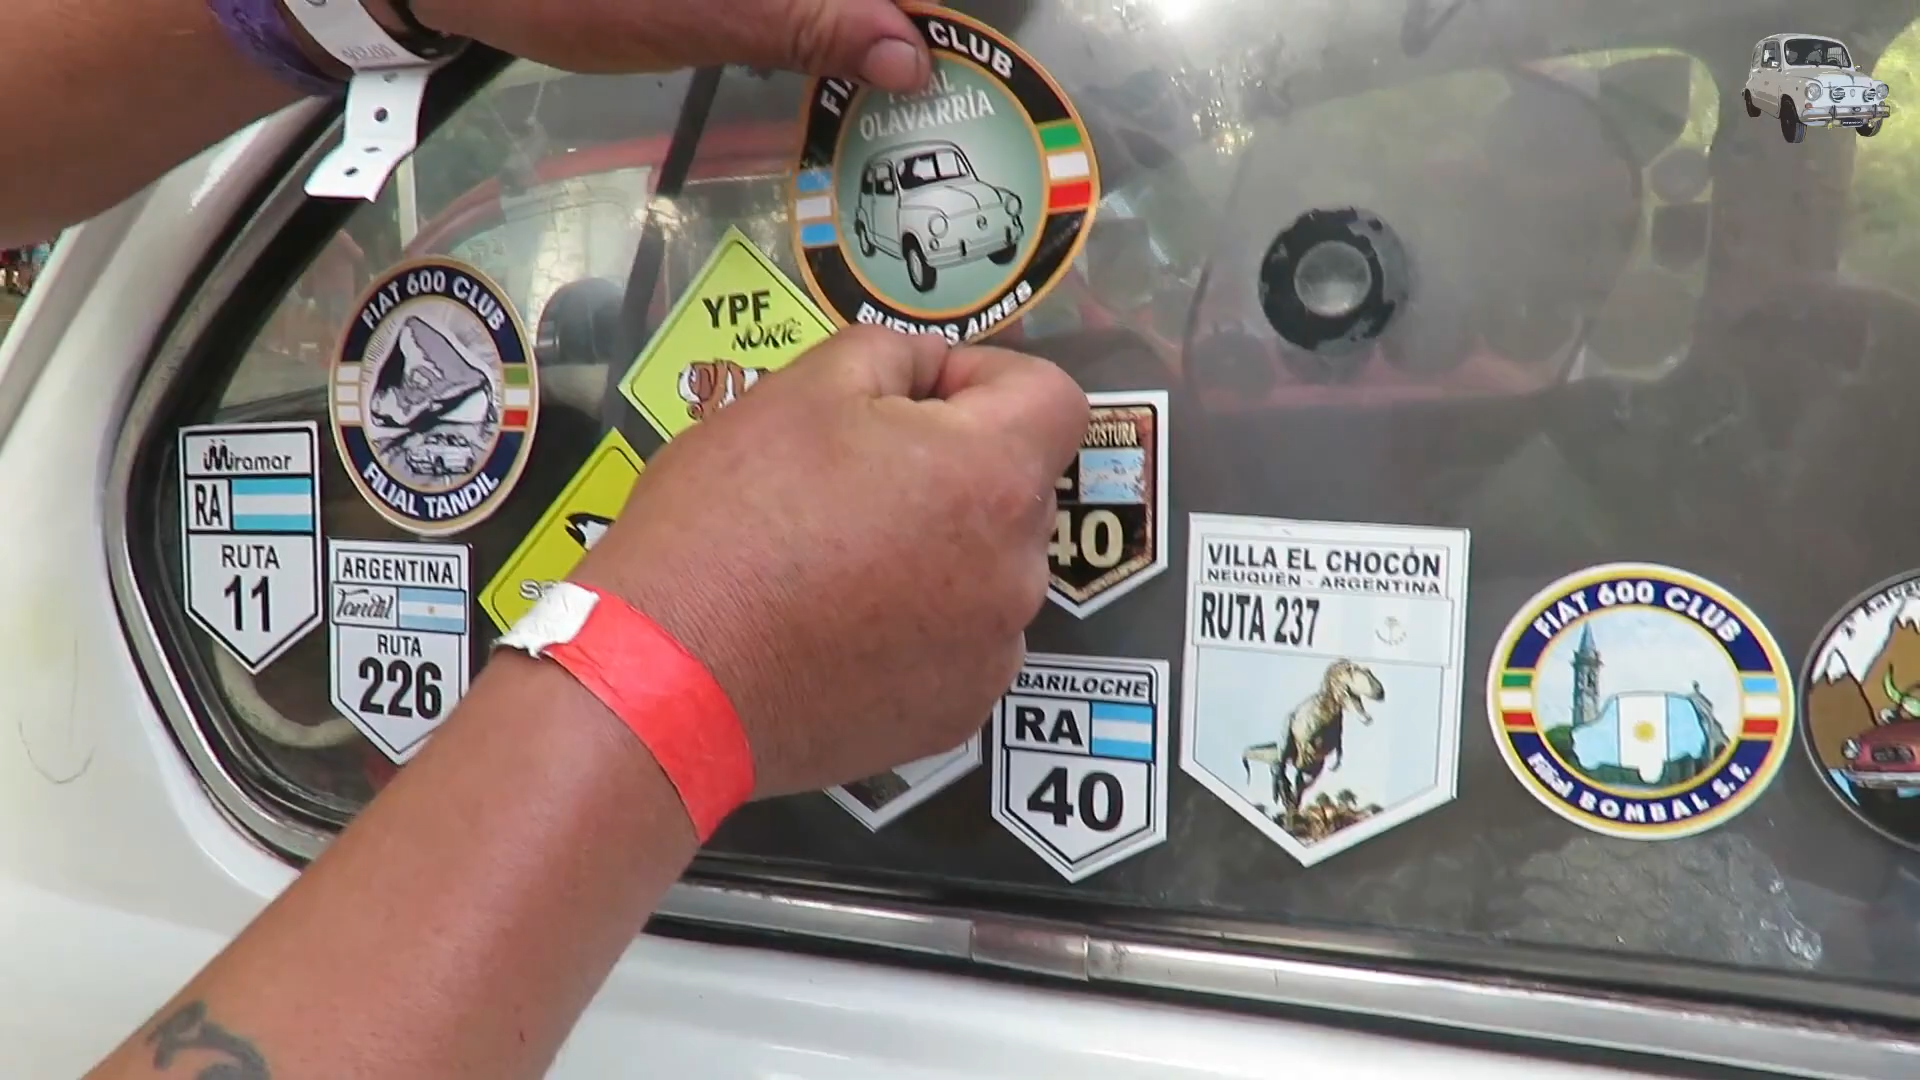 CLUB
OLAVARRÍA
BUENOS AIRES
FIAT 600 CLUB
FILIAL TANDIL
YPF
NORTE
Miramar
RA
RUTA
11
ARGENTINA
Tandil
RUTA
226
40
BARILOCHE
RA
40
VILLA EL CHOCÓN
NEUQUÉN - ARGENTINA
RUTA 237
FIAT 600 CLUB
Filial BOMBAL S.f.